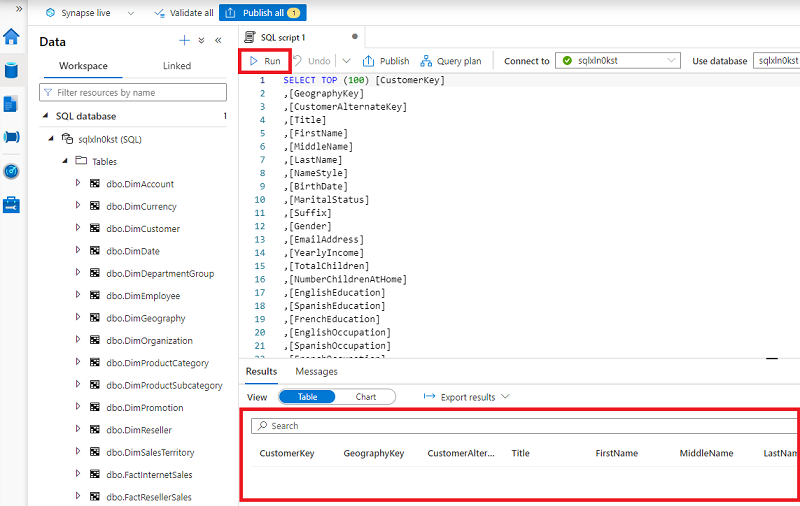 Synapse live Validate all Publish all 1
Data
Workspace Linked
Filter resources by name
SQL database 1
sqlxln0kst (SQL)
Tables
dbo.DimAccount
dbo.DimCurrency
dbo.DimCustomer
dbo.DimDate
dbo.DimDepartmentGroup
dbo.DimEmployee
dbo.DimGeography
dbo.DimOrganization
dbo.DimProductCategory
dbo.DimProductSubcategory
dbo.DimPromotion
dbo.DimReseller
dbo.DimSalesTerritory
dbo.FactInternetSales
dbo.FactResellerSales
SQL script 1
Run Undo Publish Query plan Connect to sqlxln0kst Use database sqlxln0kst
1 SELECT TOP (100) [CustomerKey]
2 ,[GeographyKey]
3 ,[CustomerAlternateKey]
4 ,[Title]
5 ,[FirstName]
6 ,[MiddleName]
7 ,[LastName]
8 ,[NameStyle]
9 ,[BirthDate]
10 ,[MaritalStatus]
11 ,[Suffix]
12 ,[Gender]
13 ,[EmailAddress]
14 ,[YearlyIncome]
15 ,[TotalChildren]
16 ,[NumberChildrenAtHome]
17 ,[EnglishEducation]
18 ,[SpanishEducation]
19 ,[FrenchEducation]
20 ,[EnglishOccupation]
21 ,[SpanishOccupation]
Results Messages
View Table Chart Export results
Search
CustomerKey GeographyKey CustomerAlter... Title FirstName MiddleName LastNam